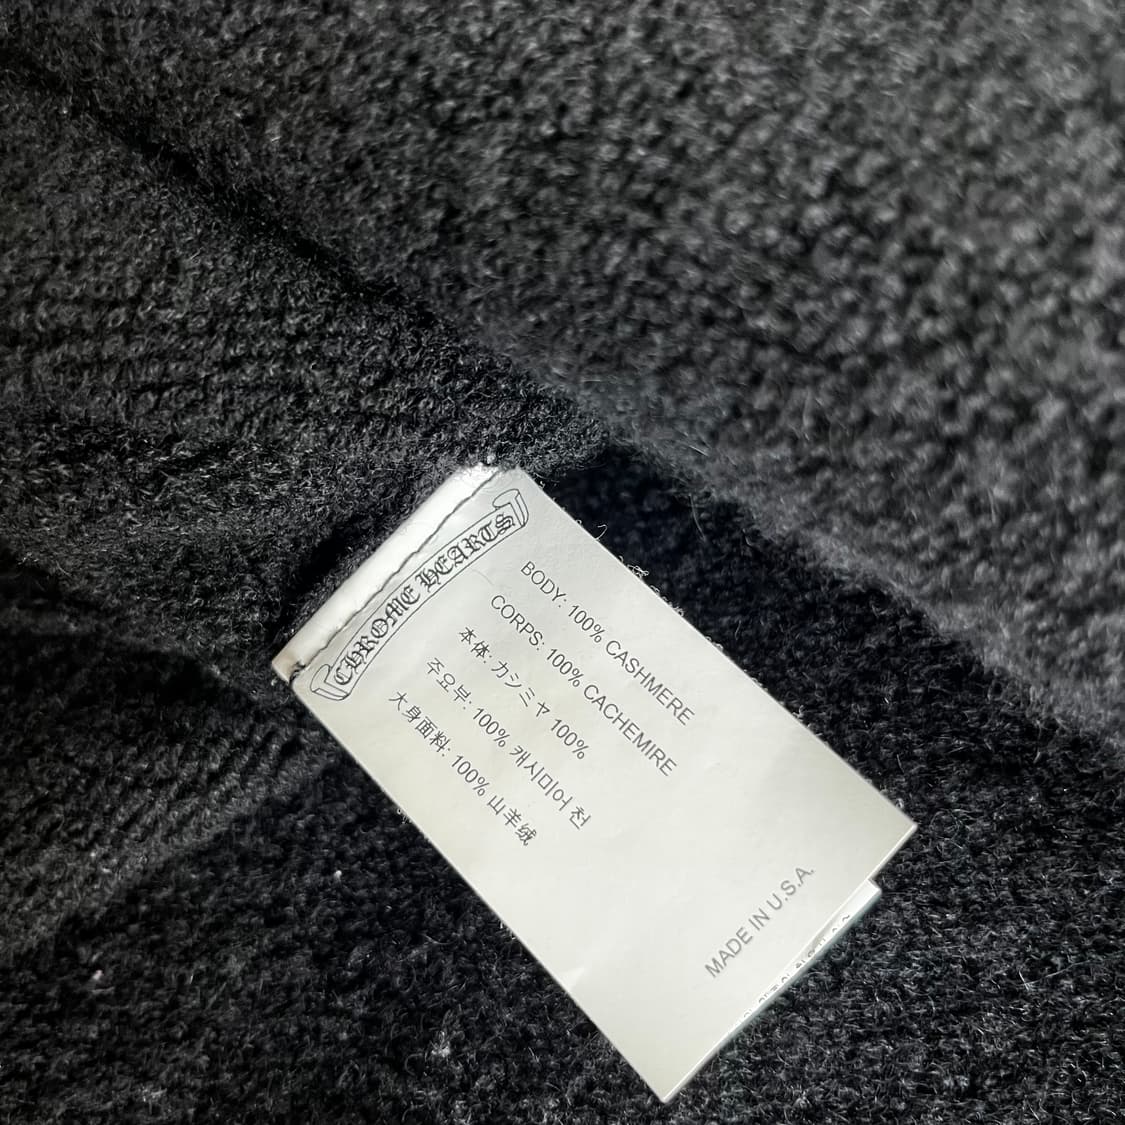 CHROME HEARTS
BODY: 100% CASHMERE
CORPS: 100% CACHEMIRE
本体: カシミヤ 100%
주요부: 100% 캐시미어 천
大身面料: 100% 山羊绒
MADE IN U.S.A.